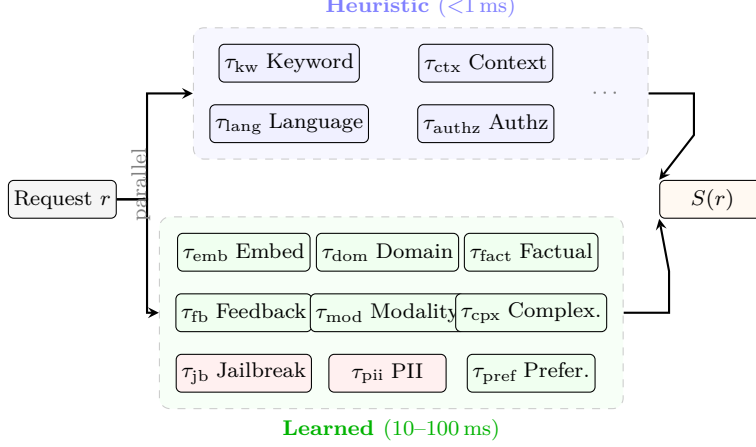 Heuristic (<1 ms)
τkw Keyword
τctx Context
τlang Language
τauthz Authz
...
parallel
Request r
S(r)
τemb Embed
τdom Domain
τfact Factual
τfb Feedback
τmod Modality
τcpx Complex.
τjb Jailbreak
τpii PII
τpref Prefer.
Learned (10–100 ms)